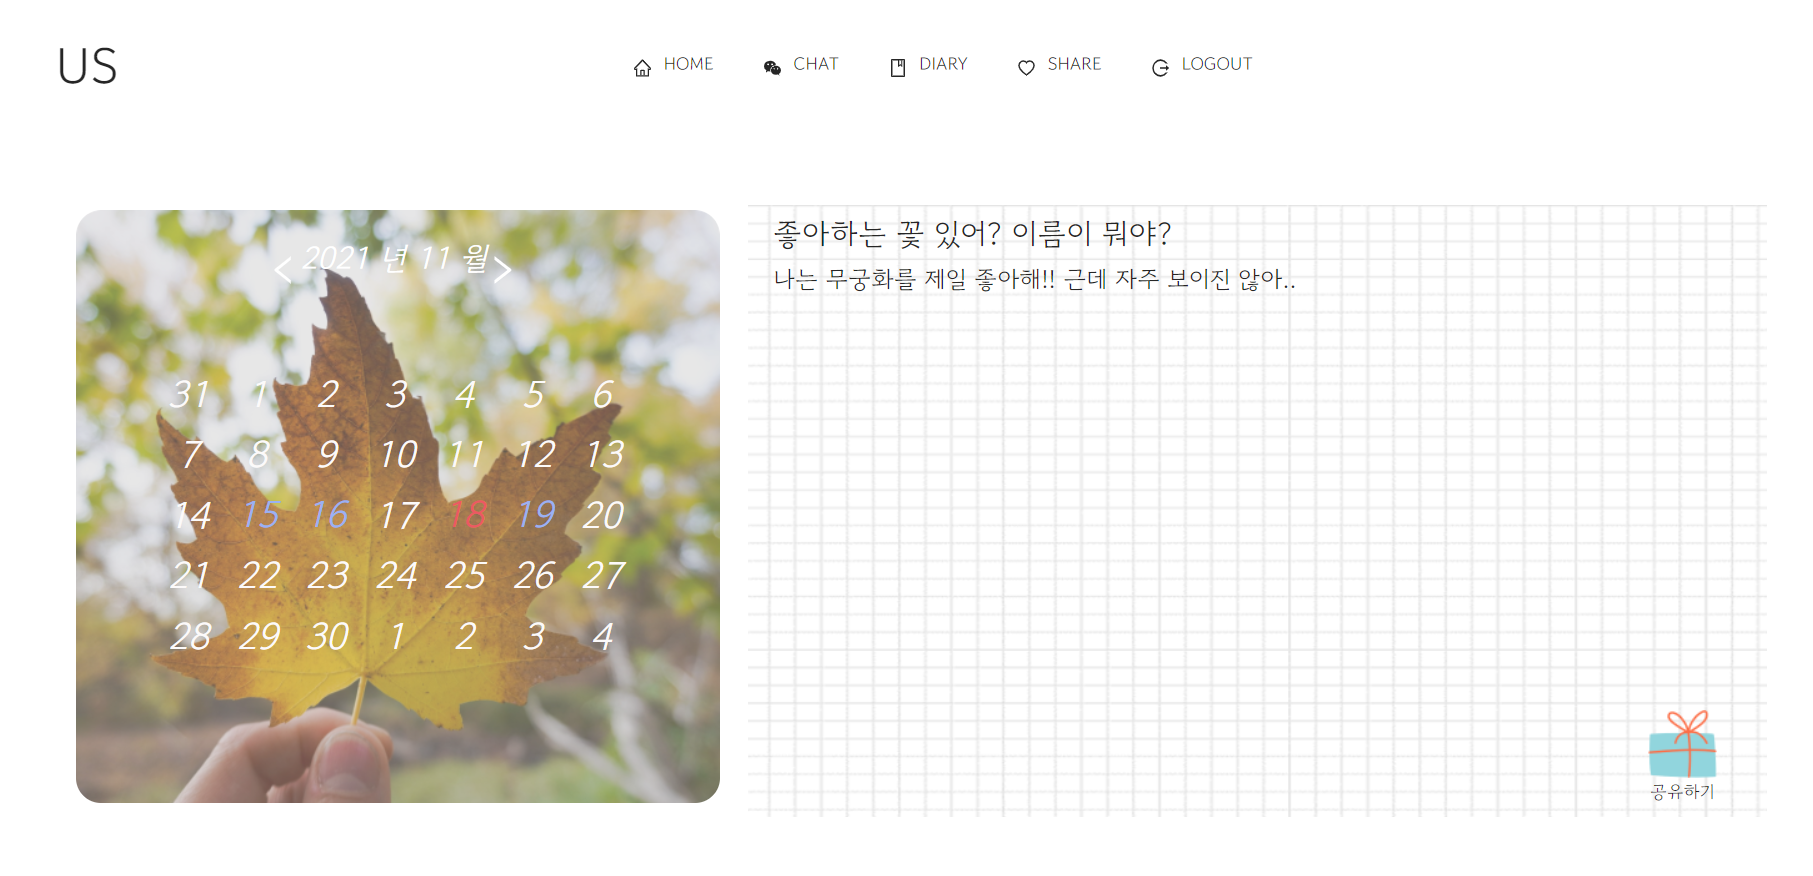 US
HOME CHAT DIARY SHARE LOGOUT
< 2021 년 11 월 >
31 1 2 3 4 5 6
7 8 9 10 11 12 13
14 15 16 17 18 19 20
21 22 23 24 25 26 27
28 29 30 1 2 3 4
좋아하는 꽃 있어? 이름이 뭐야?
나는 무궁화를 제일 좋아해!! 근데 자주 보이진 않아..
공유하기